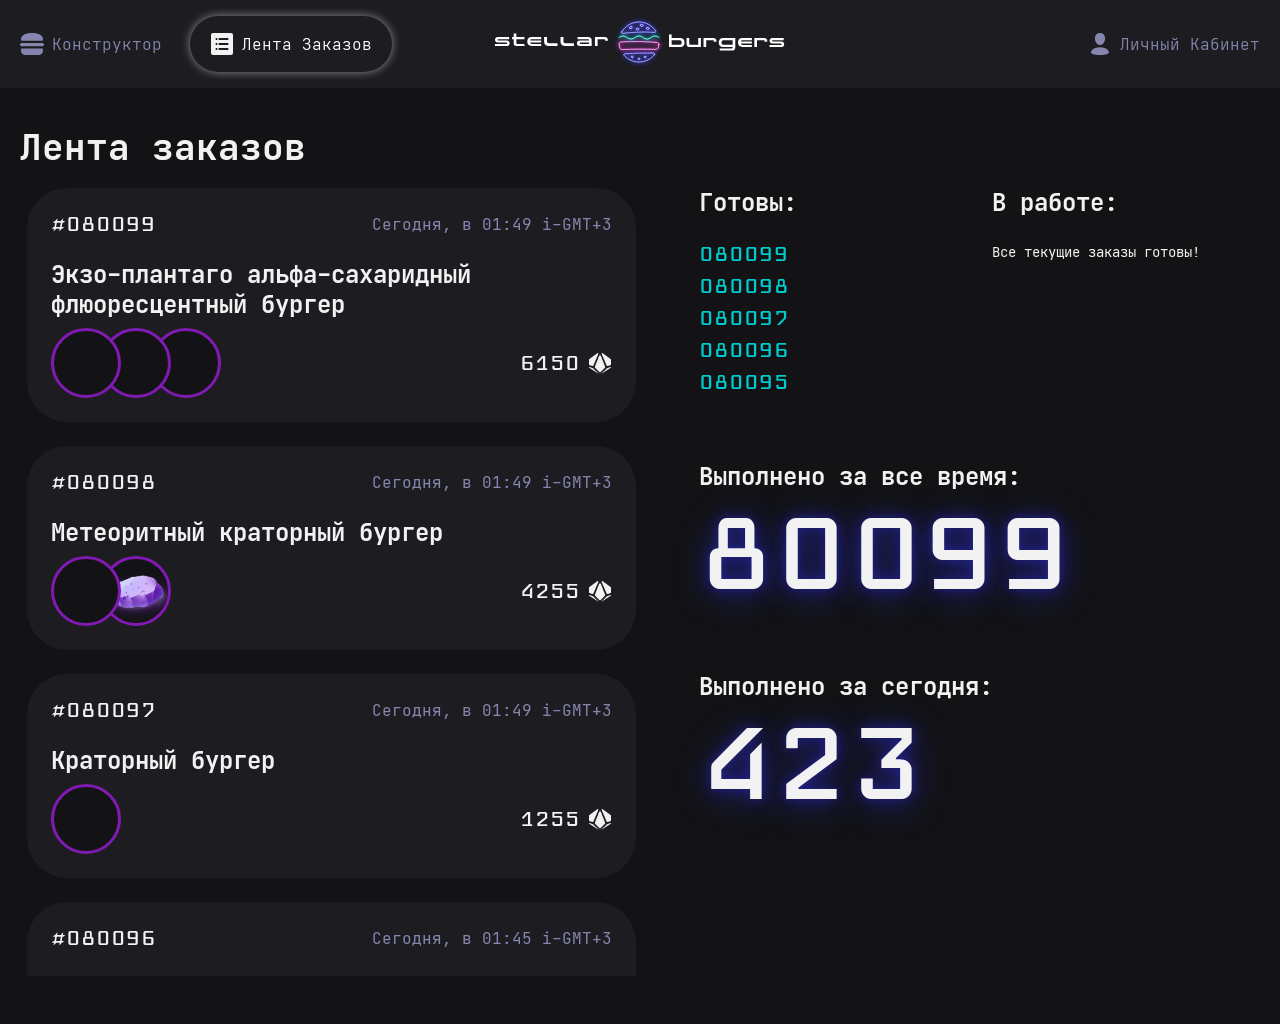 Конструктор
Лента Заказов
stellar burgers
Личный Кабинет
Лента заказов
#080099
Сегодня, в 01:49 i-GMT+3
Экзо-плантаго альфа-сахаридный
флюоресцентный бургер
6150
#080098
Сегодня, в 01:49 i-GMT+3
Метеоритный краторный бургер
4255
#080097
Сегодня, в 01:49 i-GMT+3
Краторный бургер
1255
#080096
Сегодня, в 01:45 i-GMT+3
Готовы:
080099
080098
080097
080096
080095
В работе:
Все текущие заказы готовы!
Выполнено за все время:
80099
Выполнено за сегодня:
423